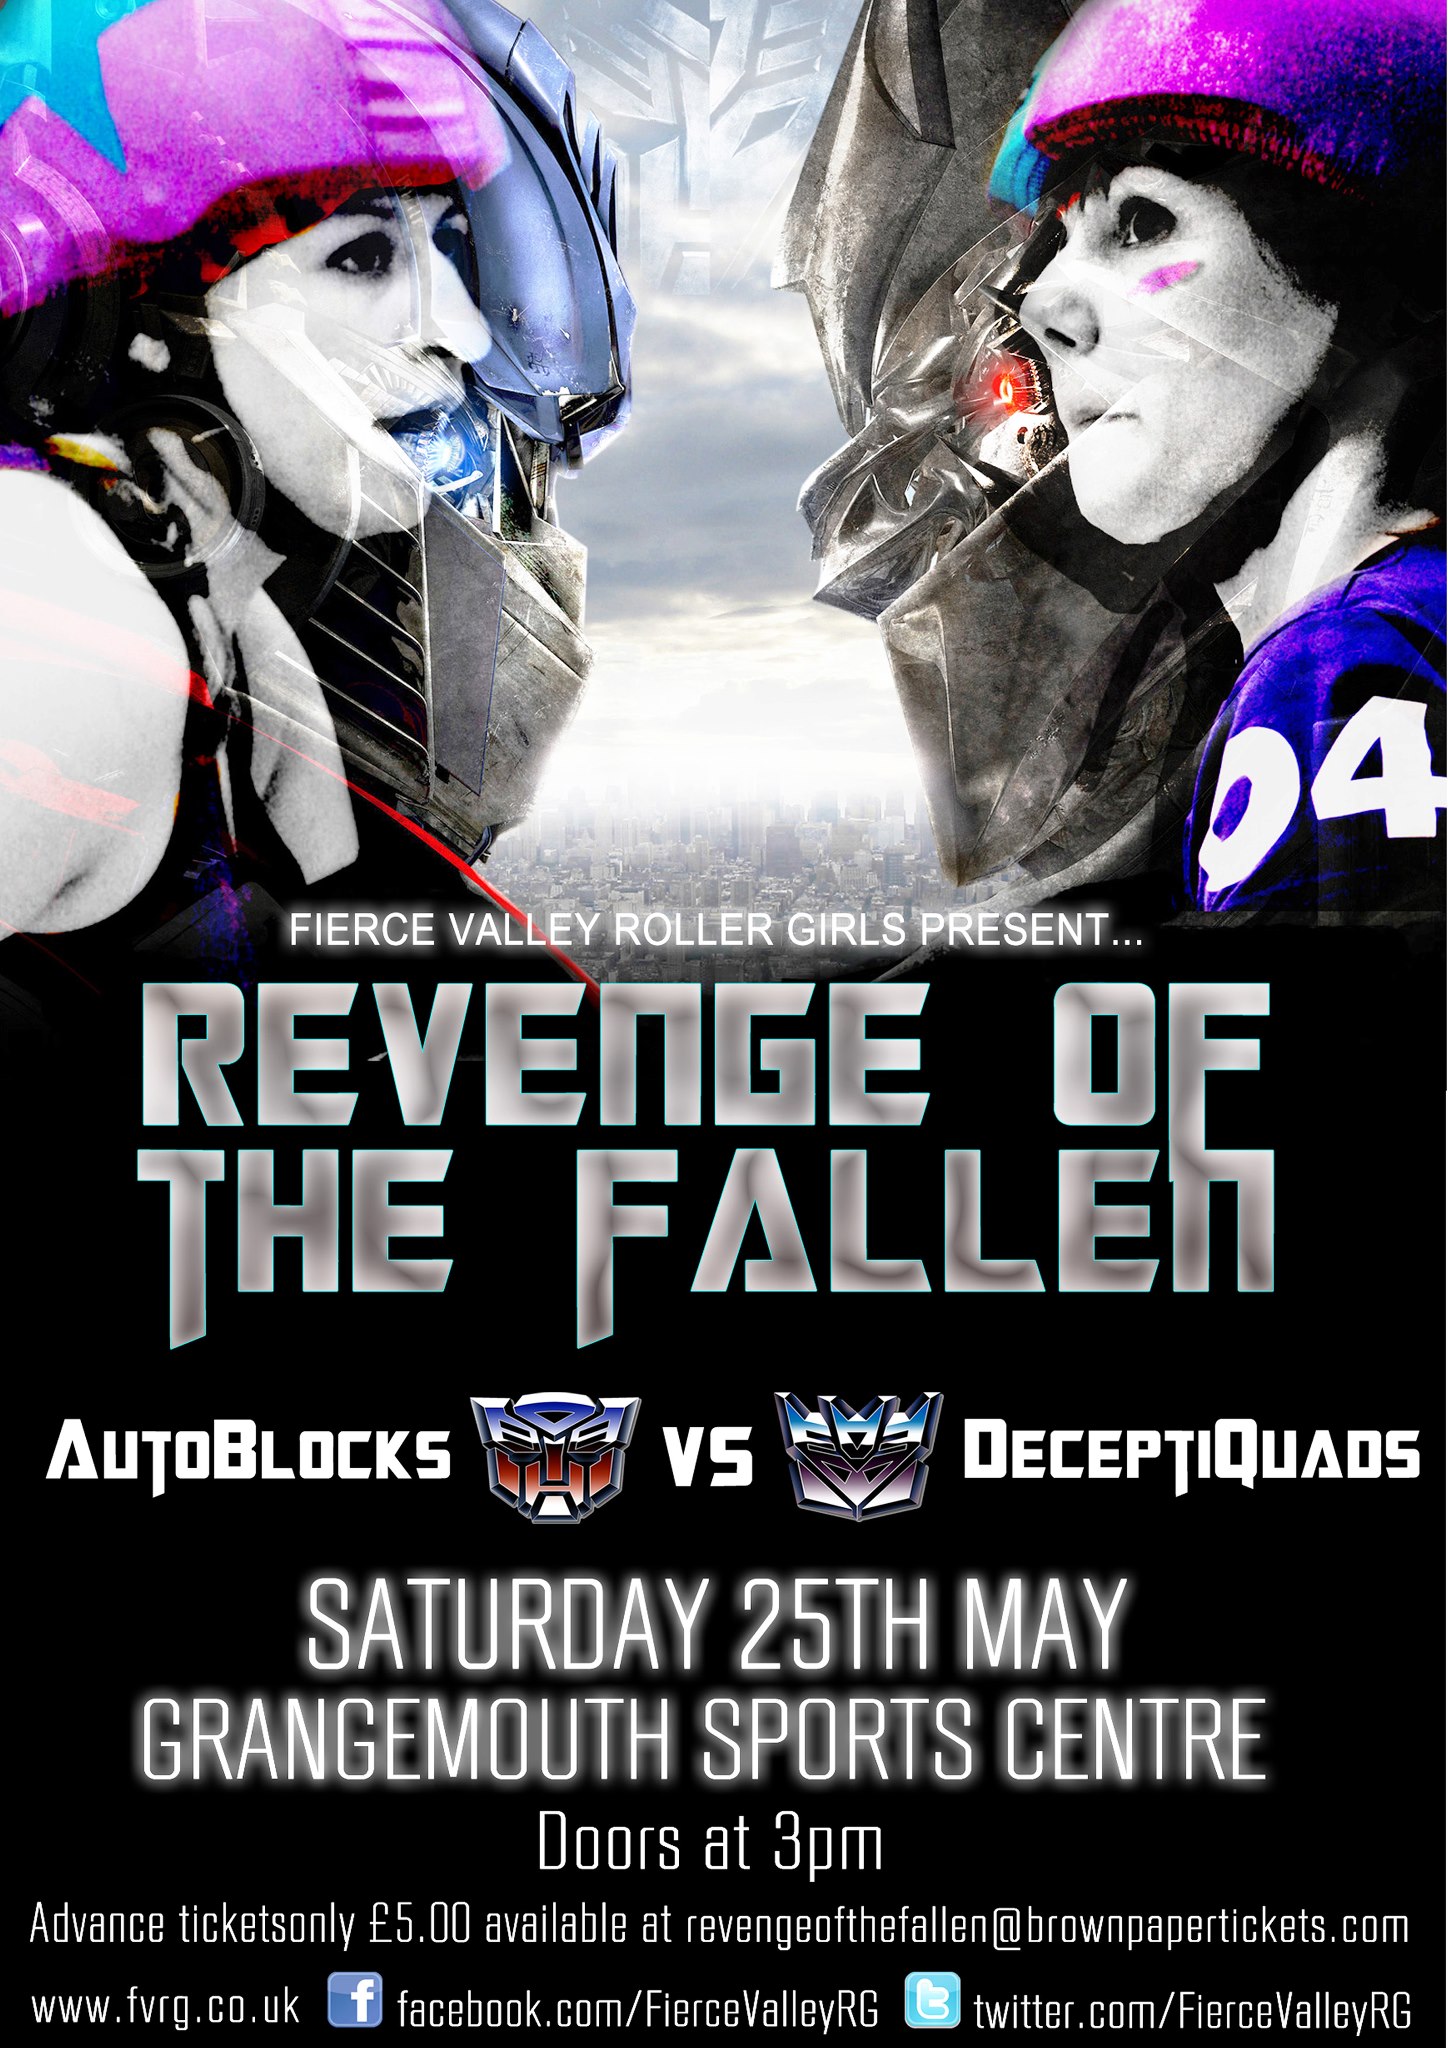 04
FIERCE VALLEY ROLLER GIRLS PRESENT...
REVENGE OF
THE FALLEN
AUTOBLOCKS VS DECEPTIQUADS
SATURDAY 25TH MAY
GRANGEMOUTH SPORTS CENTRE
Doors at 3pm
Advance ticketsonly £5.00 available at revengeofthefallen@brownpapertickets.com
www.fvrg.co.uk f facebook.com/FierceValleyRG t twitter.com/FierceValleyRG